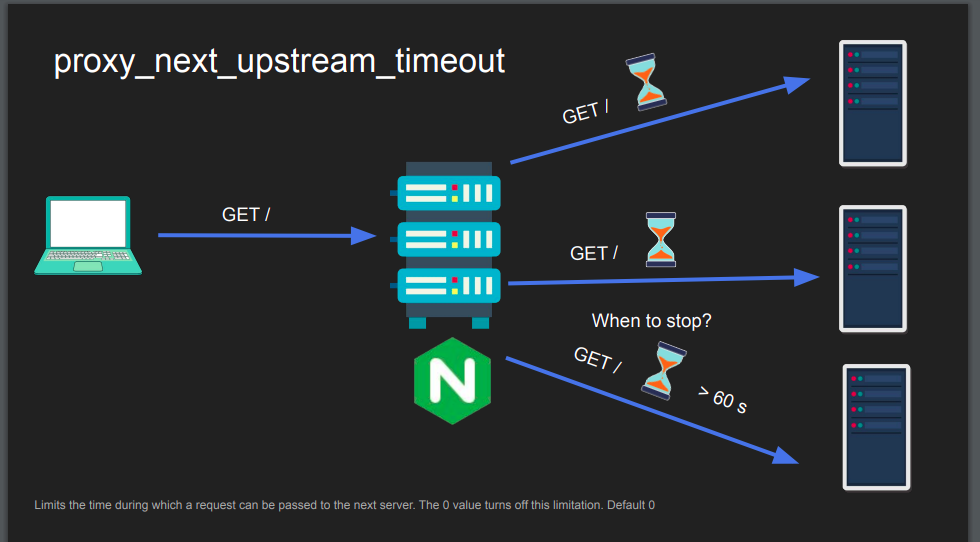 proxy_next_upstream_timeout
GET /
GET /
GET /
When to stop?
GET /
> 60 s
N
Limits the time during which a request can be passed to the next server. The 0 value turns off this limitation. Default 0